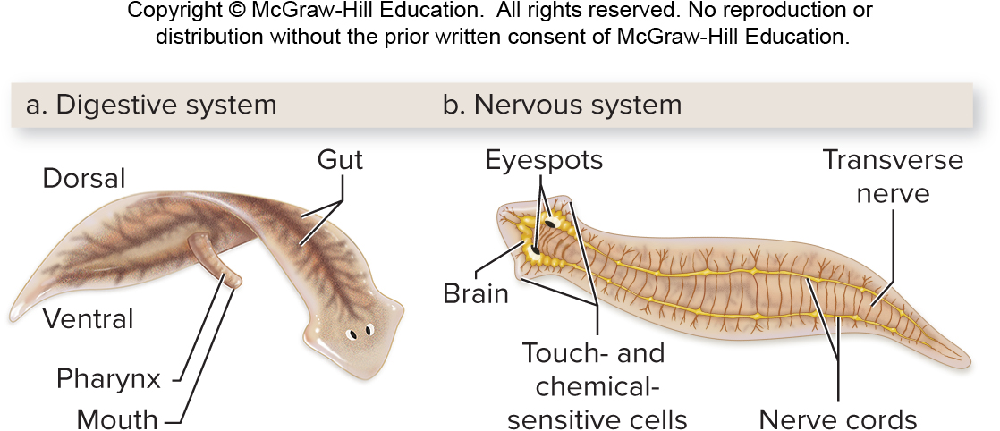 Copyright © McGraw-Hill Education.  All rights reserved. No reproduction or
distribution without the prior written consent of McGraw-Hill Education.
a. Digestive system
b. Nervous system
Dorsal
Gut
Ventral
Pharynx
Mouth
Eyespots
Transverse
nerve
Brain
Touch- and
chemical-
sensitive cells
Nerve cords